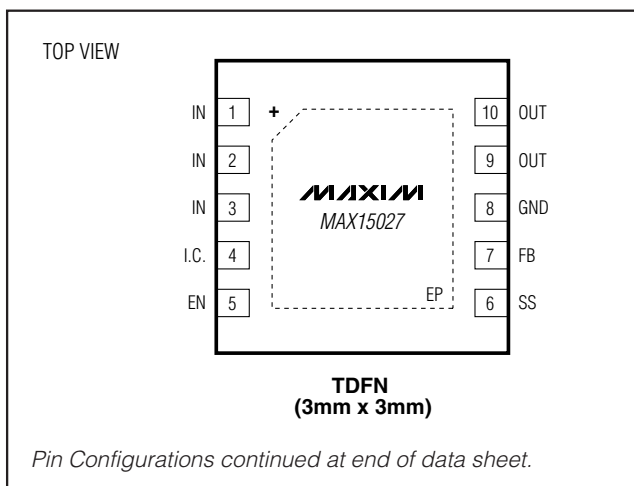 TOP VIEW
IN 1 + 10 OUT
IN 2 9 OUT
IN 3 MAXIM 8 GND
MAX15027
I.C. 4 7 FB
EN 5 EP 6 SS
TDFN
(3mm x 3mm)
Pin Configurations continued at end of data sheet.